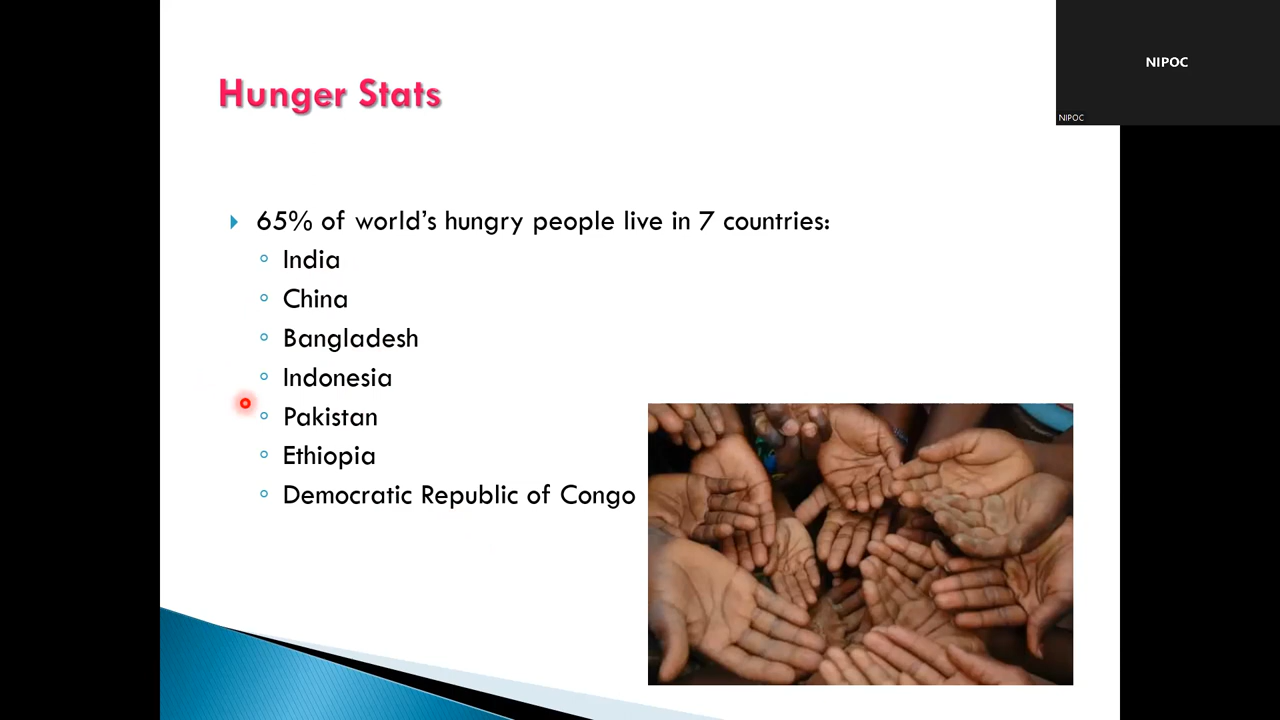 Hunger Stats
65% of world's hungry people live in 7 countries:
India
China
Bangladesh
Indonesia
Pakistan
Ethiopia
Democratic Republic of Congo
NIPOC
NIPOC